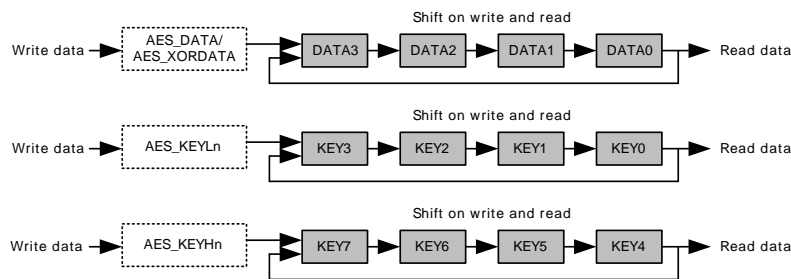 Shift on write and read
Write data AES_DATA/ DATA3 DATA2 DATA1 DATA0 Read data
AES_XORDATA
Shift on write and read
Write data AES_KEYLn KEY3 KEY2 KEY1 KEY0 Read data
Shift on write and read
Write data AES_KEYHn KEY7 KEY6 KEY5 KEY4 Read data